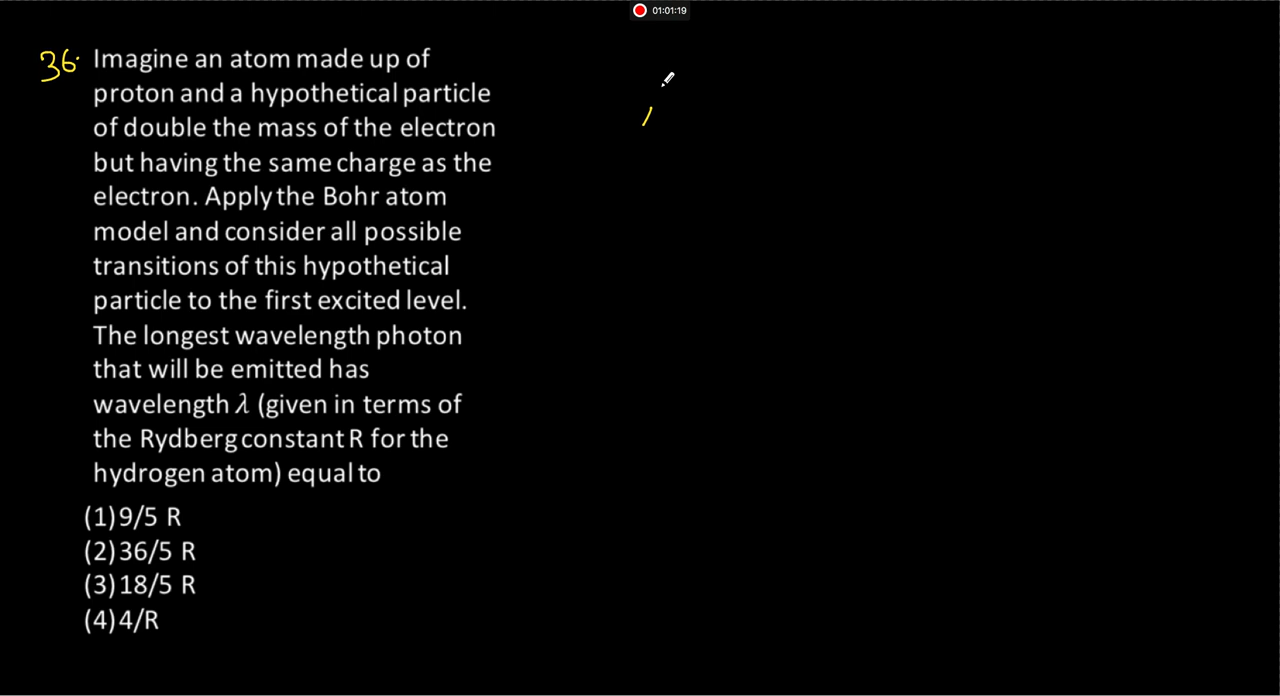 01:01:19
36. Imagine an atom made up of
proton and a hypothetical particle
of double the mass of the electron
but having the same charge as the
electron. Apply the Bohr atom
model and consider all possible
transitions of this hypothetical
particle to the first excited level.
The longest wavelength photon
that will be emitted has
wavelength λ (given in terms of
the Rydberg constant R for the
hydrogen atom) equal to
(1) 9/5 R
(2) 36/5 R
(3) 18/5 R
(4) 4/R